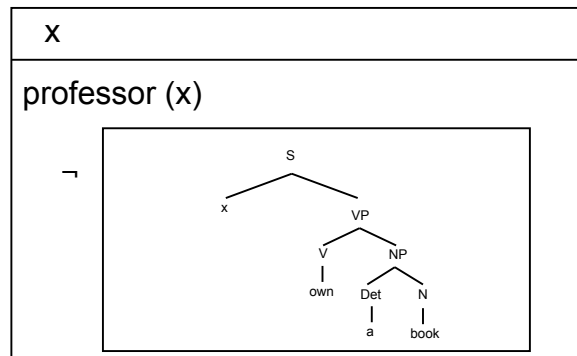 x
professor (x)
¬
S
x
VP
V NP
own Det N
a book